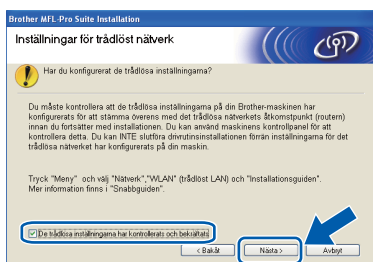 Brother MFL-Pro Suite Installation
Inställningar för trådlöst nätverk
Har du konfigurerat de trådlösa inställningarna?
Du måste kontrollera att de trådlösa inställningarna på din Brother-maskinen har
konfigurerats för att stämma överens med det trådlösa nätverkets åtkomstpunkt (routern)
innan du fortsätter med installationen. Du kan använd maskinens kontrollpanel för att
kontrollera detta. Du kan INTE slutföra drivrutinsinstallationen förrän inställningarna för det
trådlösa nätverket har konfigurerats på din maskin.
Tryck "Meny" och välj "Nätverk","WLAN" (trådlöst LAN) och "Installationsguiden".
Mer information finns i "Snabbguiden".
De trådlösa inställningarna har kontrollerats och bekräftats.
< Bakåt
Nästa >
Avbryt